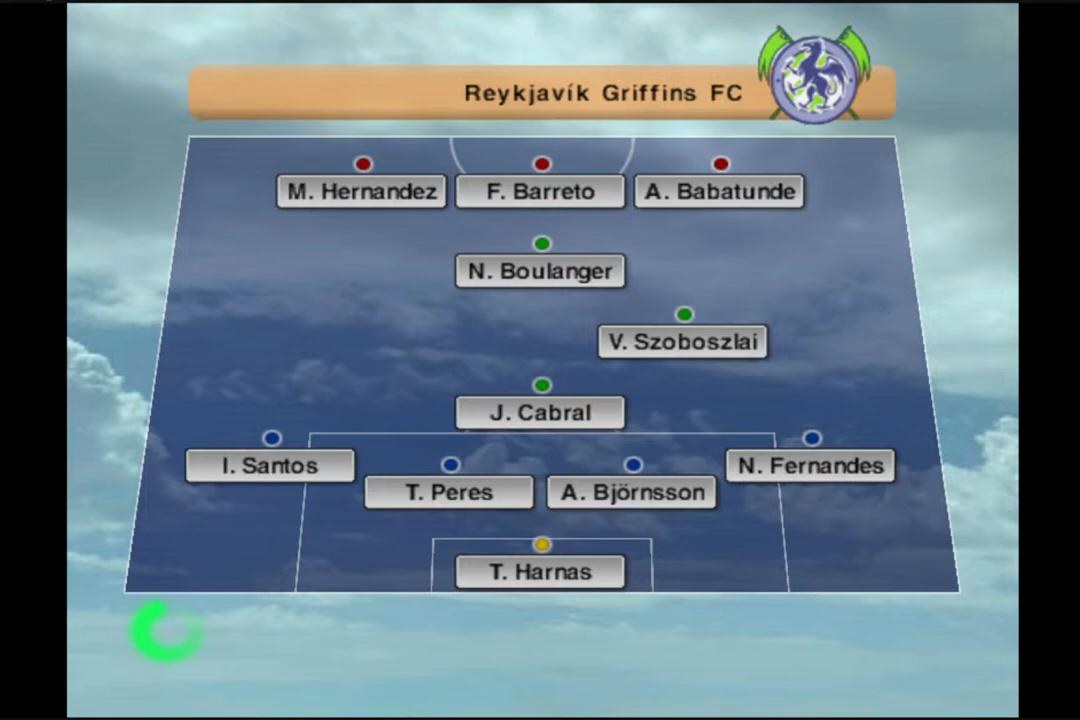 Reykjavík Griffins FC
M. Hernandez
F. Barreto
A. Babatunde
N. Boulanger
V. Szoboszlai
J. Cabral
I. Santos
N. Fernandes
T. Peres
A. Björnsson
T. Harnas